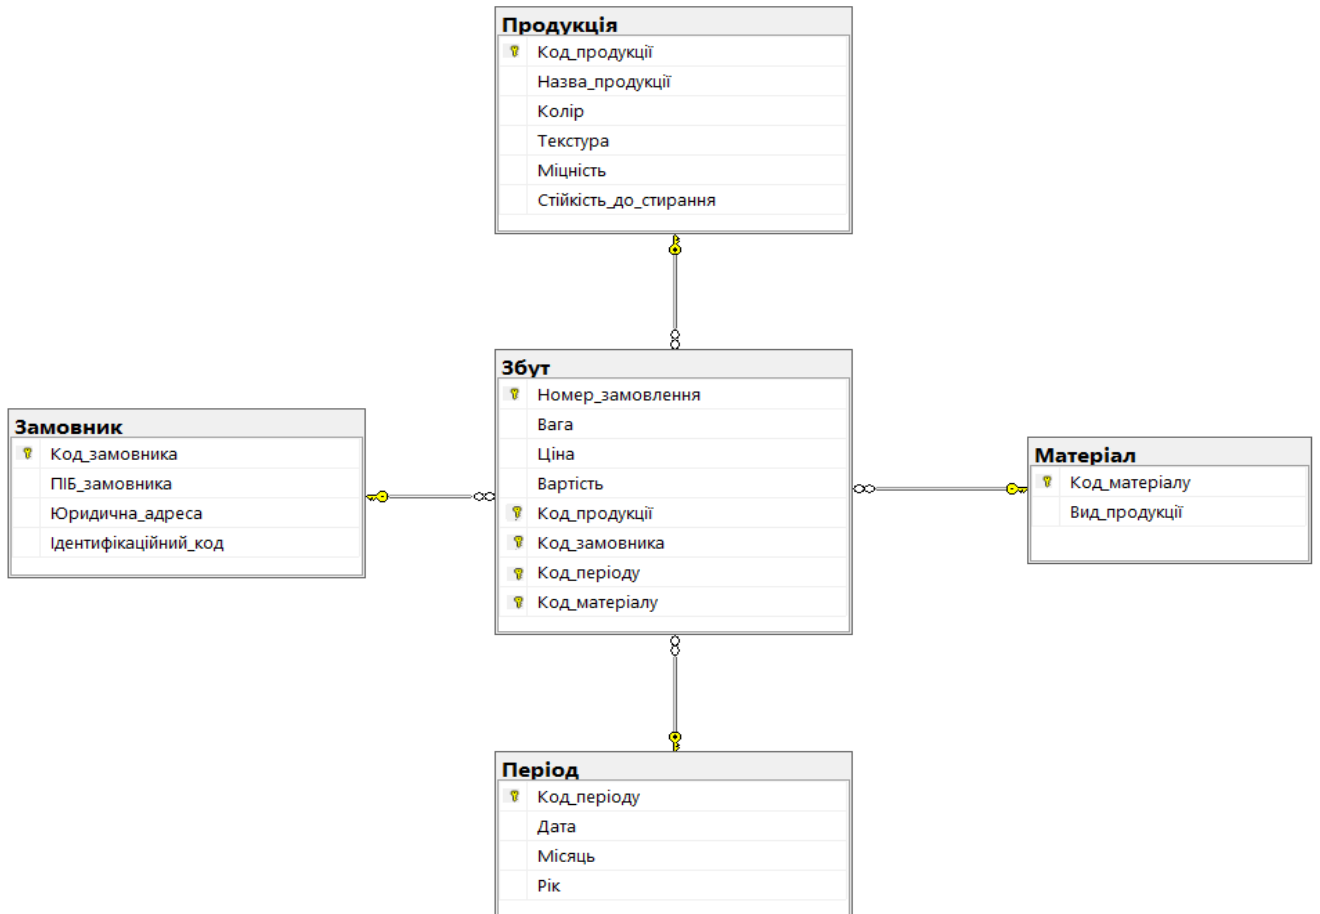 Продукція
Код_продукції
Назва_продукції
Колір
Текстура
Міцність
Стійкість_до_стирання
Збут
Номер_замовлення
Вага
Ціна
Вартість
Код_продукції
Код_замовника
Код_періоду
Код_матеріалу
Замовник
Код_замовника
ПІБ_замовника
Юридична_адреса
Ідентифікаційний_код
Матеріал
Код_матеріалу
Вид_продукції
Період
Код_періоду
Дата
Місяць
Рік